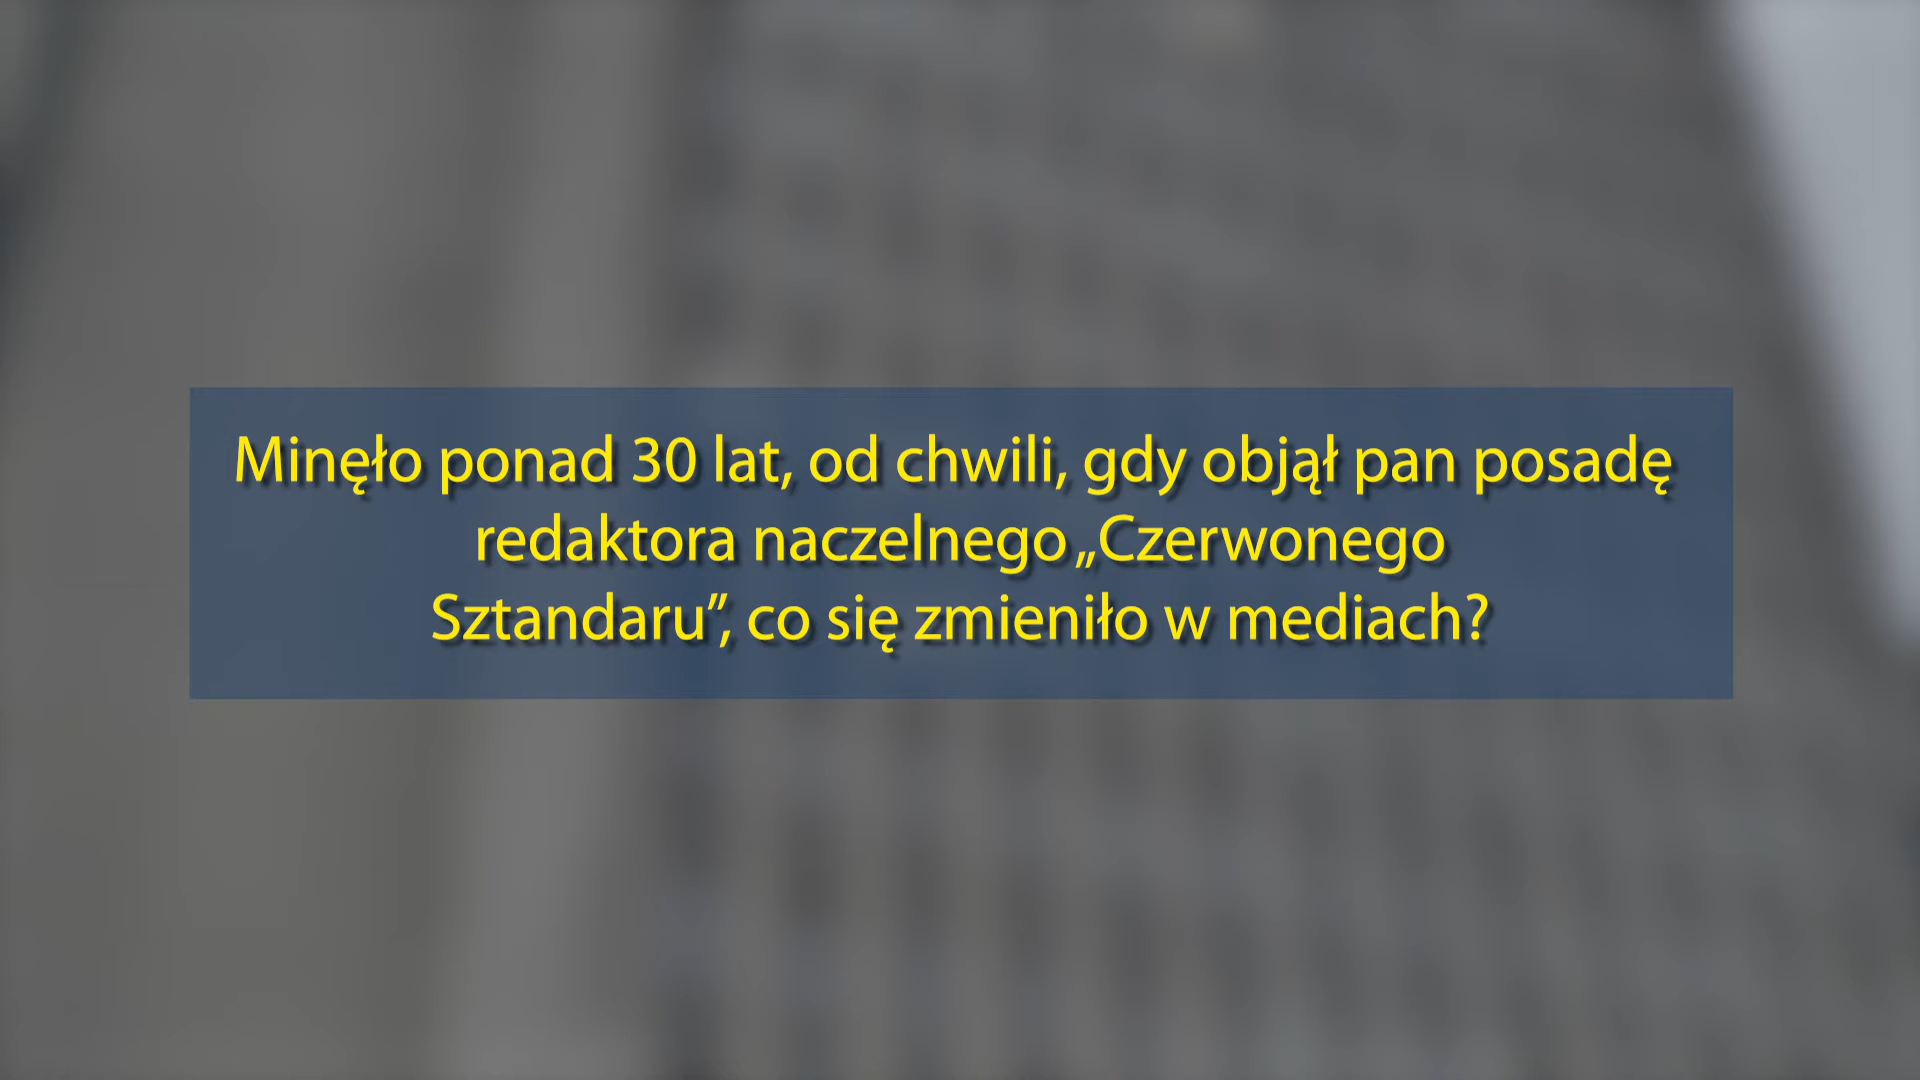 Minęło ponad 30 lat, od chwili, gdy objął pan posadę
redaktora naczelnego „Czerwonego
Sztandaru”, co się zmieniło w mediach?